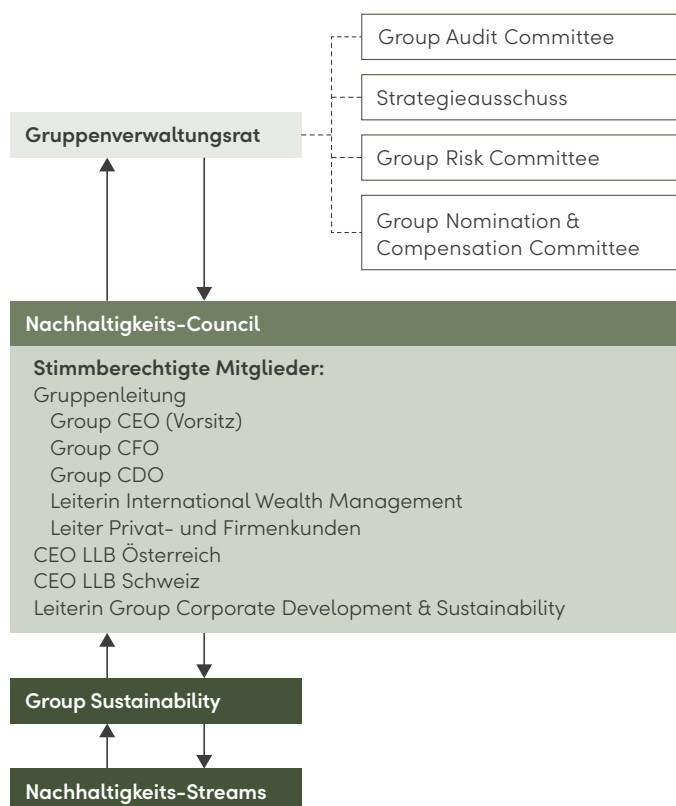 Group Audit Committee
Strategieausschuss
Gruppenverwaltungsrat
Group Risk Committee
Group Nomination &
Compensation Committee
Nachhaltigkeits-Council
Stimmberechtigte Mitglieder:
Gruppenleitung
Group CEO (Vorsitz)
Group CFO
Group CDO
Leiterin International Wealth Management
Leiter Privat- und Firmenkunden
CEO LLB Österreich
CEO LLB Schweiz
Leiterin Group Corporate Development & Sustainability
Group Sustainability
Nachhaltigkeits-Streams